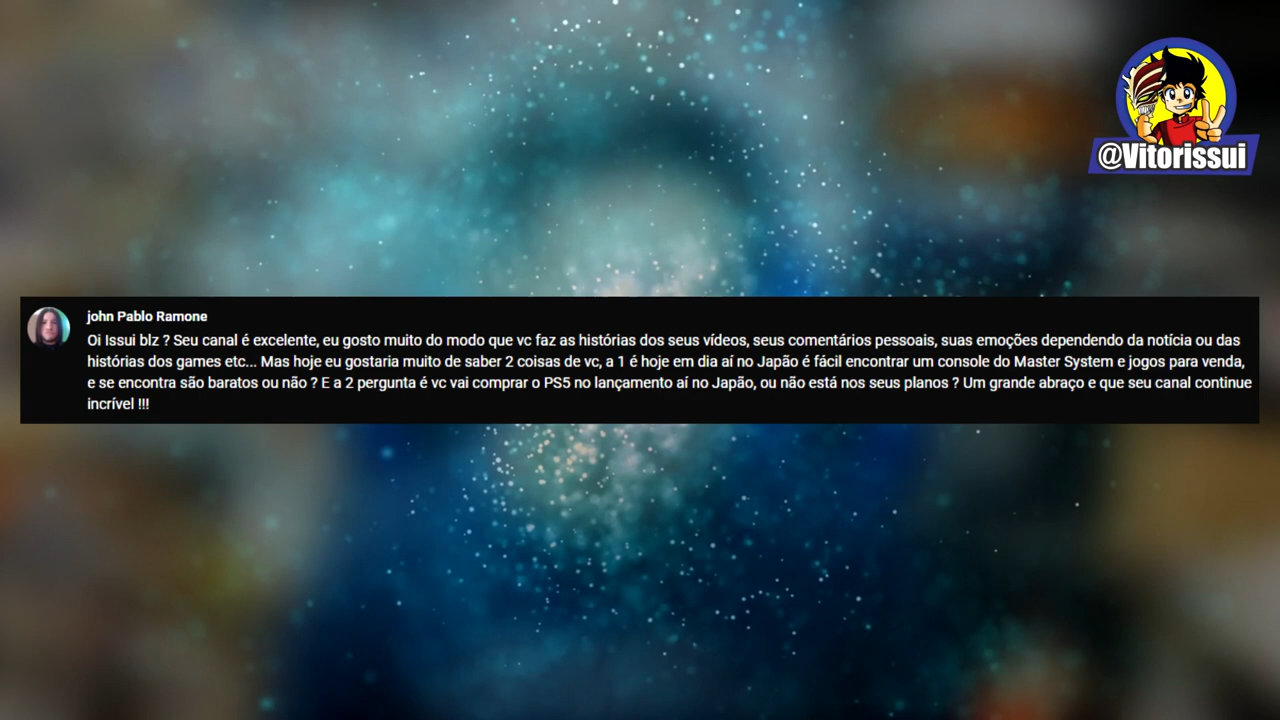 @Vitorissui
john Pablo Ramone
Oi Issui blz ? Seu canal é excelente, eu gosto muito do modo que vc faz as histórias dos seus vídeos, seus comentários pessoais, suas emoções dependendo da notícia ou das
histórias dos games etc... Mas hoje eu gostaria muito de saber 2 coisas de vc, a 1 é hoje em dia aí no Japão é fácil encontrar um console do Master System e jogos para venda,
e se encontra são baratos ou não ? E a 2 pergunta é vc vai comprar o PS5 no lançamento aí no Japão, ou não está nos seus planos ? Um grande abraço e que seu canal continue
incrível !!!